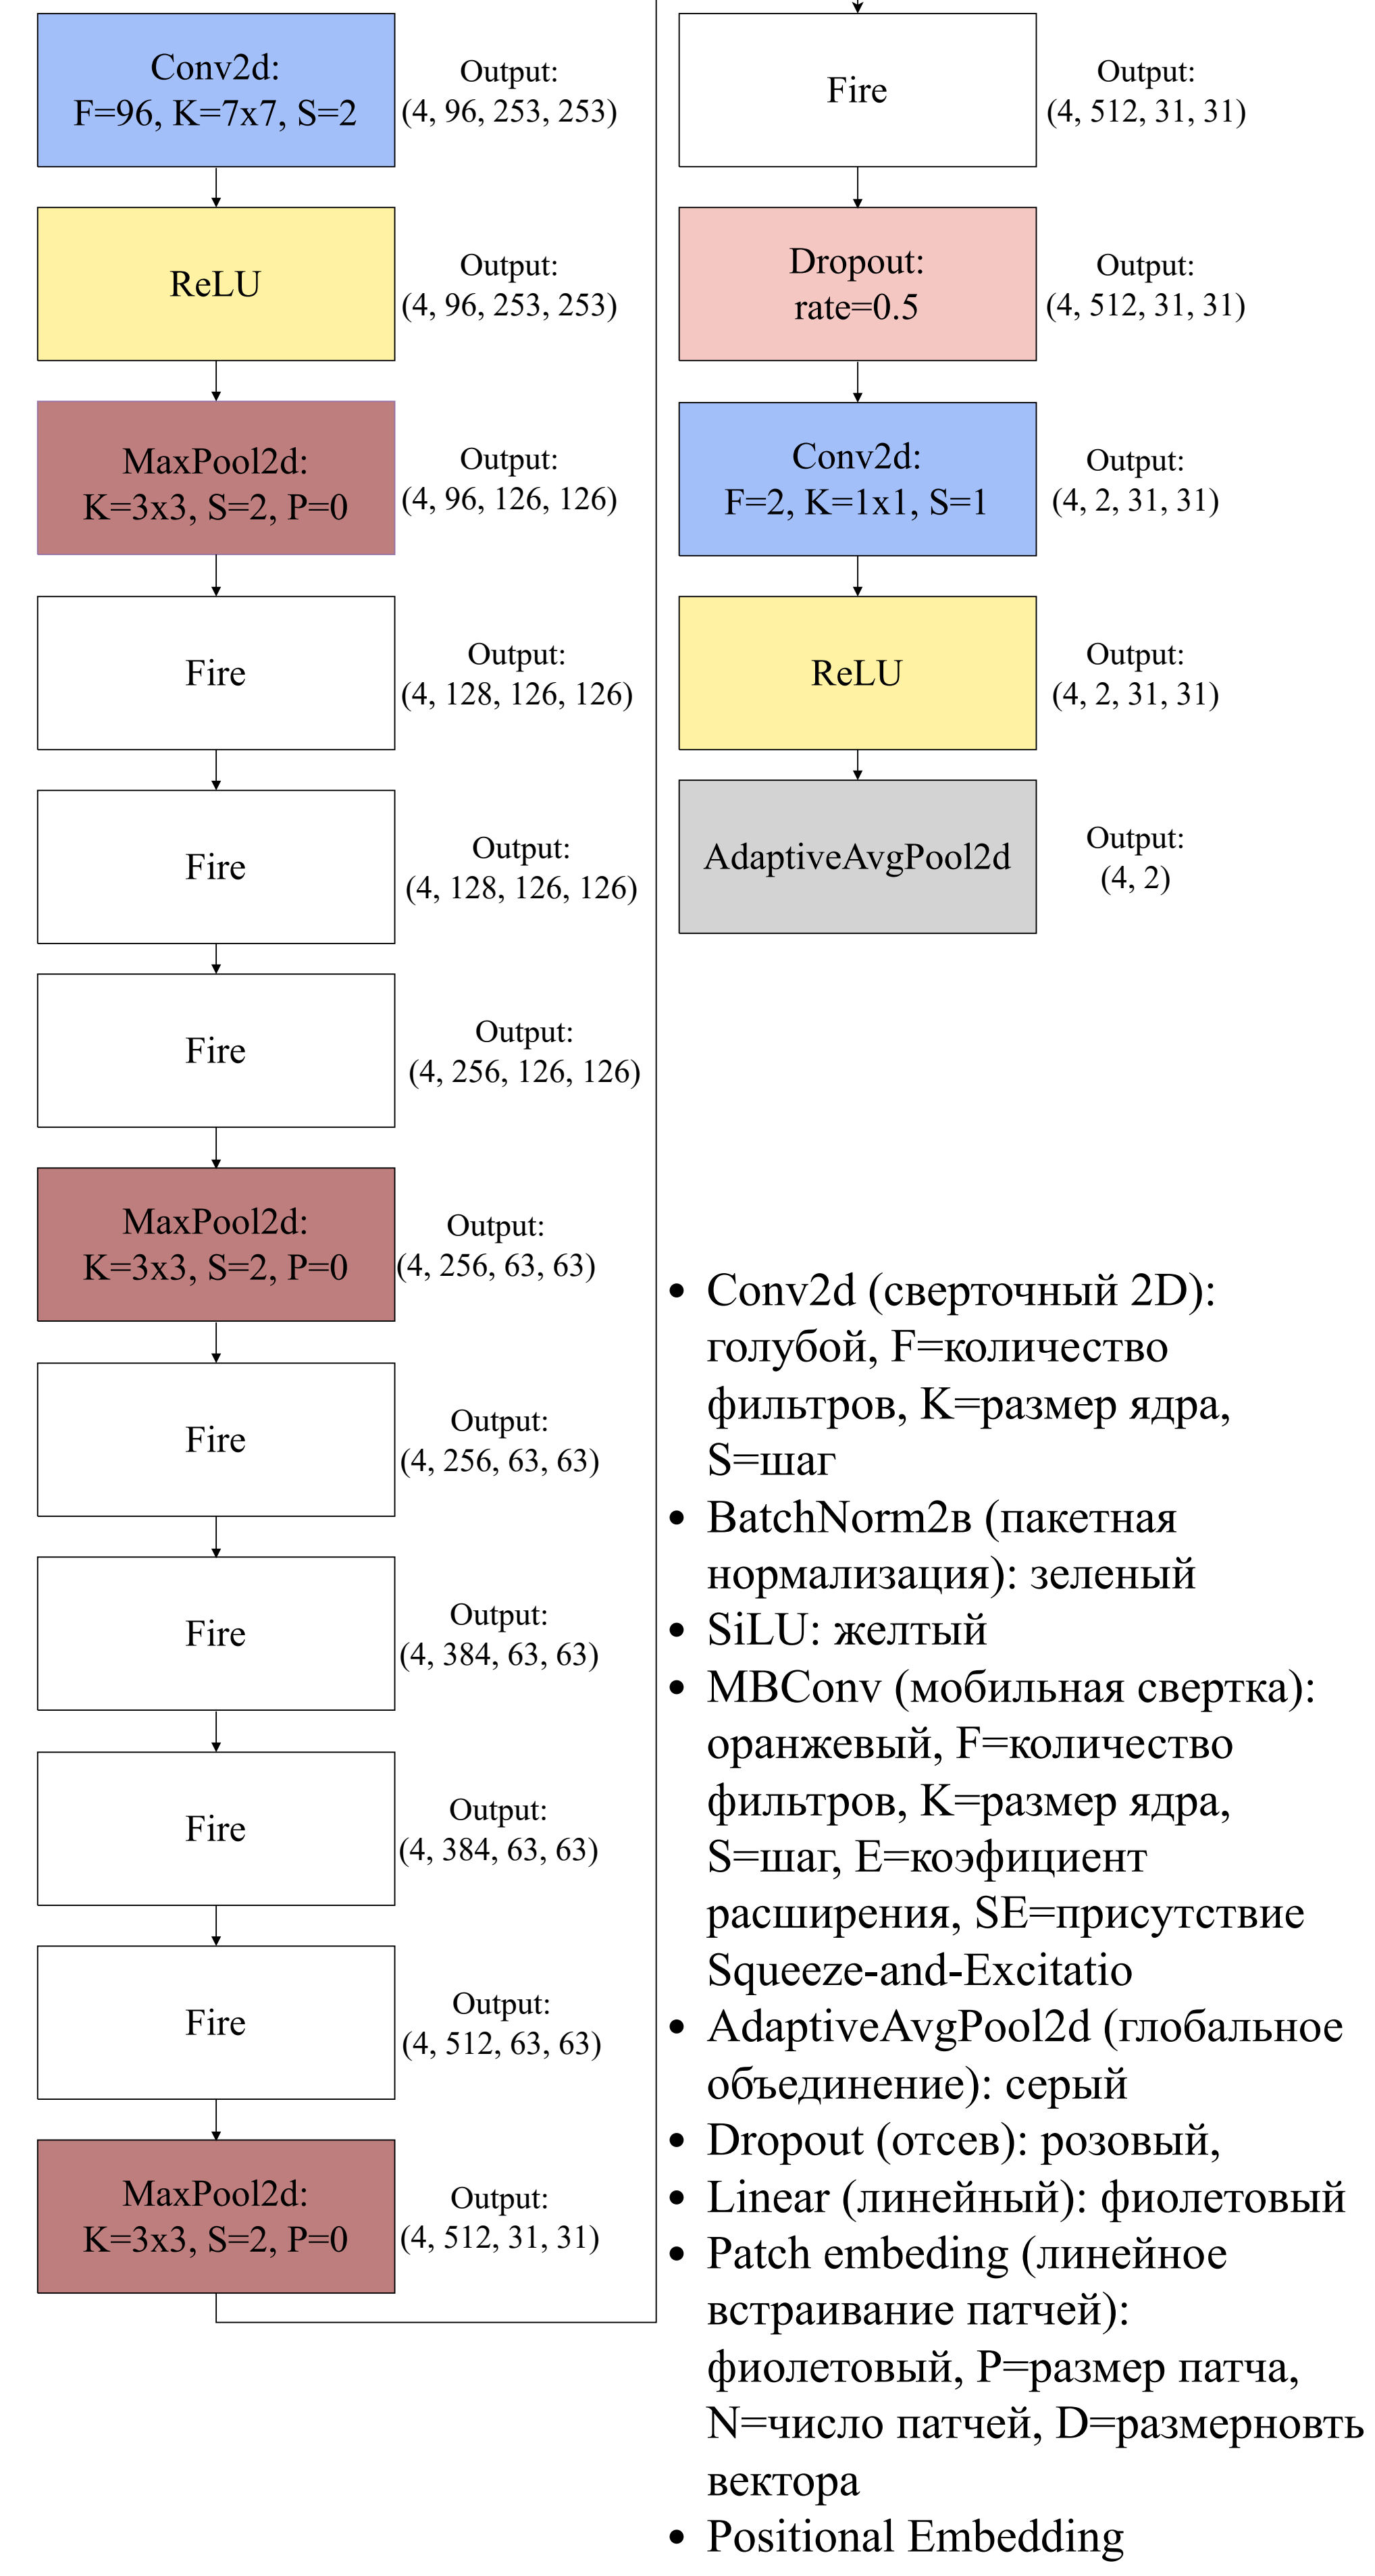 Conv2d:
F=96, K=7x7, S=2
Output:
(4, 96, 253, 253)
ReLU
Output:
(4, 96, 253, 253)
MaxPool2d:
K=3x3, S=2, P=0
Output:
(4, 96, 126, 126)
Fire
Output:
(4, 128, 126, 126)
Fire
Output:
(4, 128, 126, 126)
Fire
Output:
(4, 256, 126, 126)
MaxPool2d:
K=3x3, S=2, P=0
Output:
(4, 256, 63, 63)
Fire
Output:
(4, 256, 63, 63)
Fire
Output:
(4, 384, 63, 63)
Fire
Output:
(4, 384, 63, 63)
Fire
Output:
(4, 512, 63, 63)
MaxPool2d:
K=3x3, S=2, P=0
Output:
(4, 512, 31, 31)
Fire
Output:
(4, 512, 31, 31)
Dropout:
rate=0.5
Output:
(4, 512, 31, 31)
Conv2d:
F=2, K=1x1, S=1
Output:
(4, 2, 31, 31)
ReLU
Output:
(4, 2, 31, 31)
AdaptiveAvgPool2d
Output:
(4, 2)
• Conv2d (сверточный 2D):
голубой, F=количество
фильтров, K=размер ядра,
S=шаг
• BatchNorm2в (пакетная
нормализация): зеленый
• SiLU: желтый
• MBConv (мобильная свертка):
оранжевый, F=количество
фильтров, K=размер ядра,
S=шаг, E=коэфициент
расширения, SE=присутствие
Squeeze-and-Excitatio
• AdaptiveAvgPool2d (глобальное
объединение): серый
• Dropout (отсев): розовый,
• Linear (линейный): фиолетовый
• Patch embeding (линейное
встраивание патчей):
фиолетовый, P=размер патча,
N=число патчей, D=размерновть
вектора
• Positional Embedding